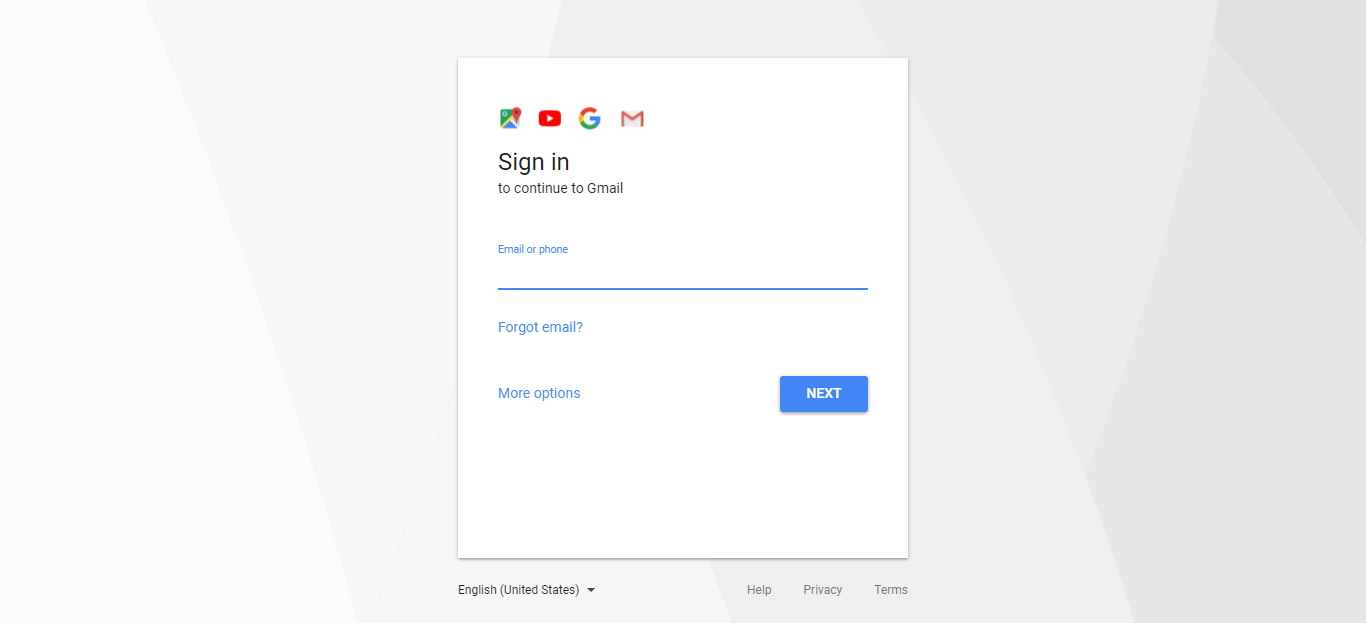 Sign in
to continue to Gmail
Email or phone
Forgot email?
More options
NEXT
English (United States)
Help
Privacy
Terms